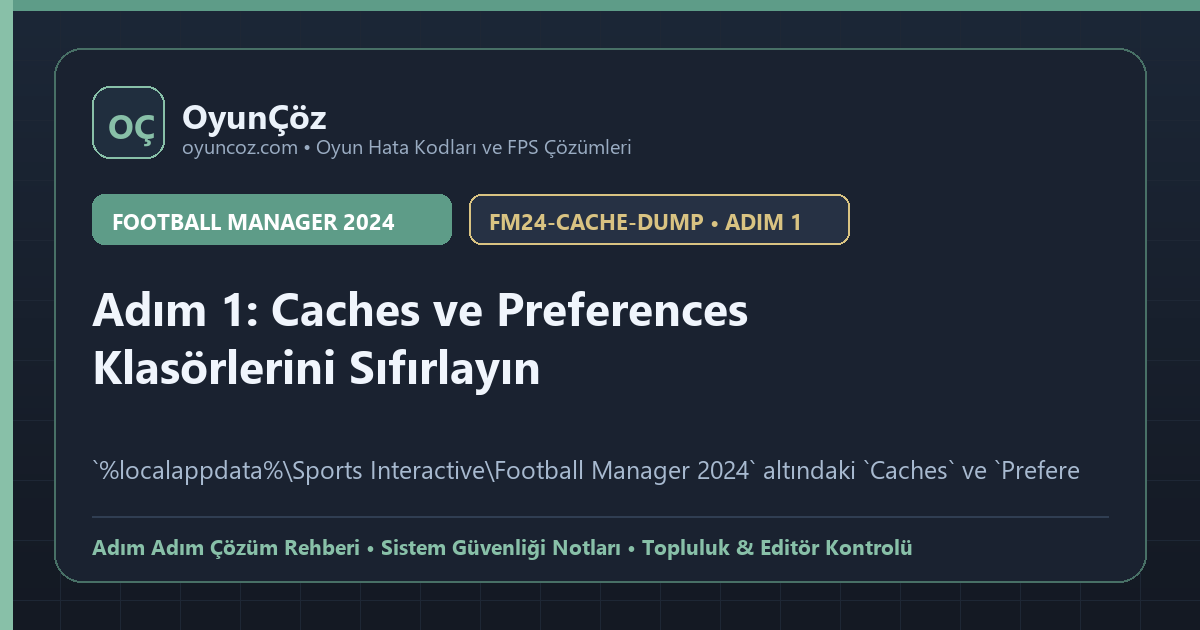 OÇ
OyunÇöz
oyuncoz.com • Oyun Hata Kodları ve FPS Çözümleri
FOOTBALL MANAGER 2024
FM24-CACHE-DUMP • ADIM 1
Adım 1: Caches ve Preferences
Klasörlerini Sıfırlayın
`%localappdata%\Sports Interactive\Football Manager 2024` altındaki `Caches` ve `Prefere
Adım Adım Çözüm Rehberi • Sistem Güvenliği Notları • Topluluk & Editör Kontrolü